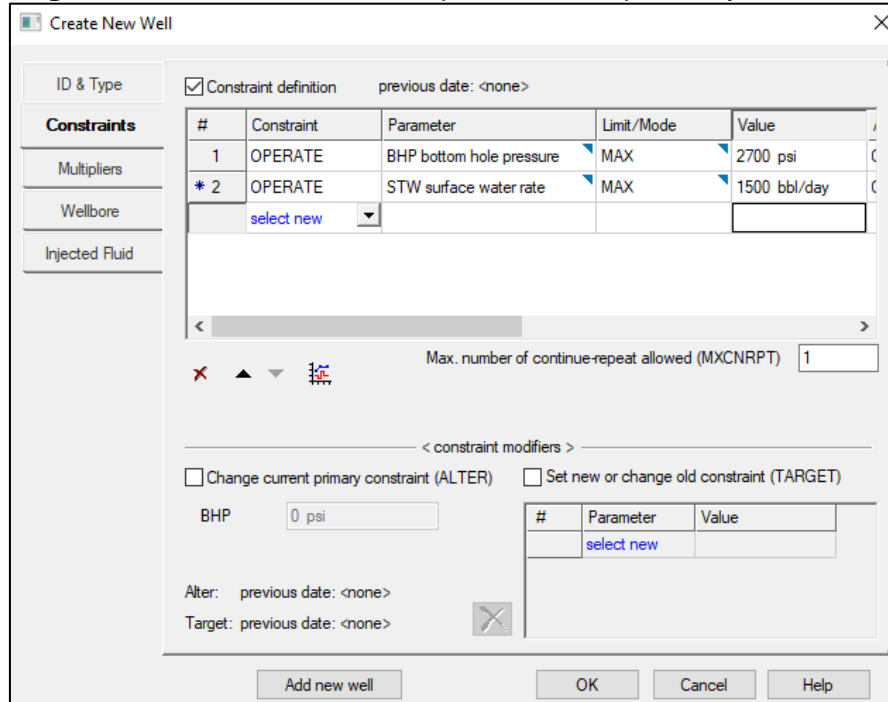 Create New Well
ID & Type
Constraints
Multipliers
Wellbore
Injected Fluid
Constraint definition previous date: <none>
# Constraint Parameter Limit/Mode Value
1 OPERATE BHP bottom hole pressure MAX 2700 psi
* 2 OPERATE STW surface water rate MAX 1500 bbl/day
select new
Max. number of continue-repeat allowed (MXCNRPT) 1
< constraint modifiers >
Change current primary constraint (ALTER) Set new or change old constraint (TARGET)
BHP 0 psi
# Parameter Value
select new
Alter: previous date: <none>
Target: previous date: <none>
Add new well OK Cancel Help